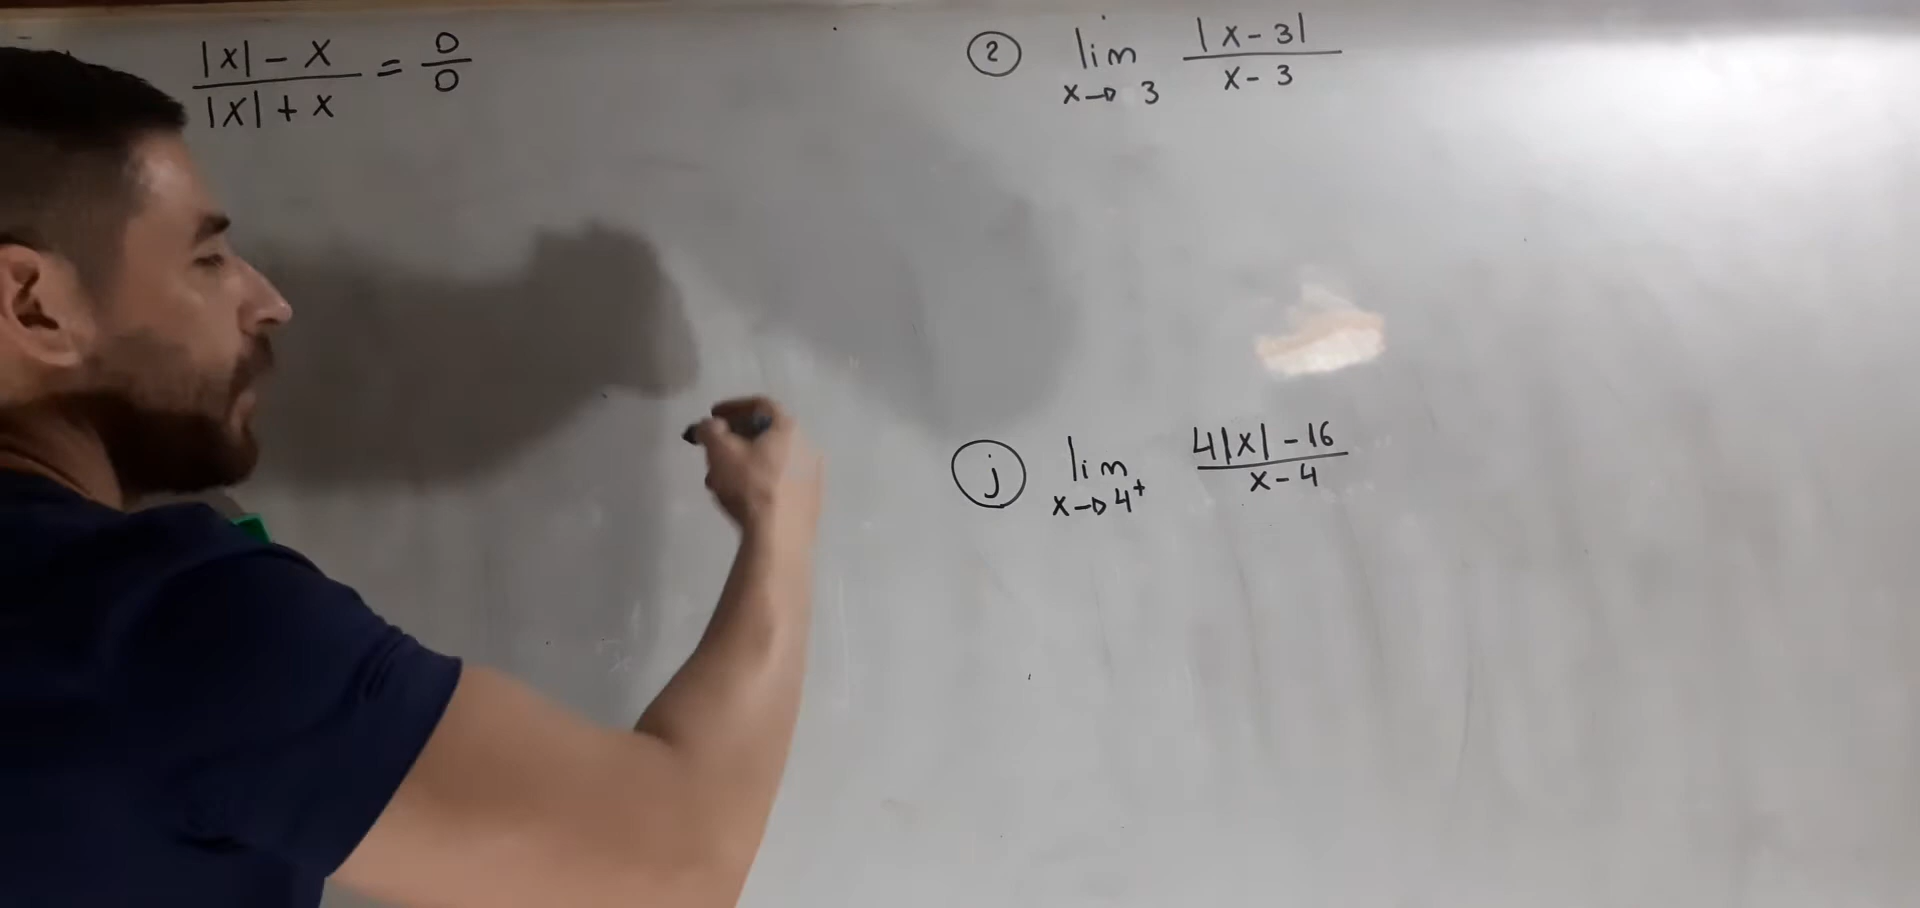 |x| - x / |x| + x = 0/0
② lim x→3 |x - 3| / x - 3
ⓙ lim x→4⁺ 4|x| - 16 / x - 4